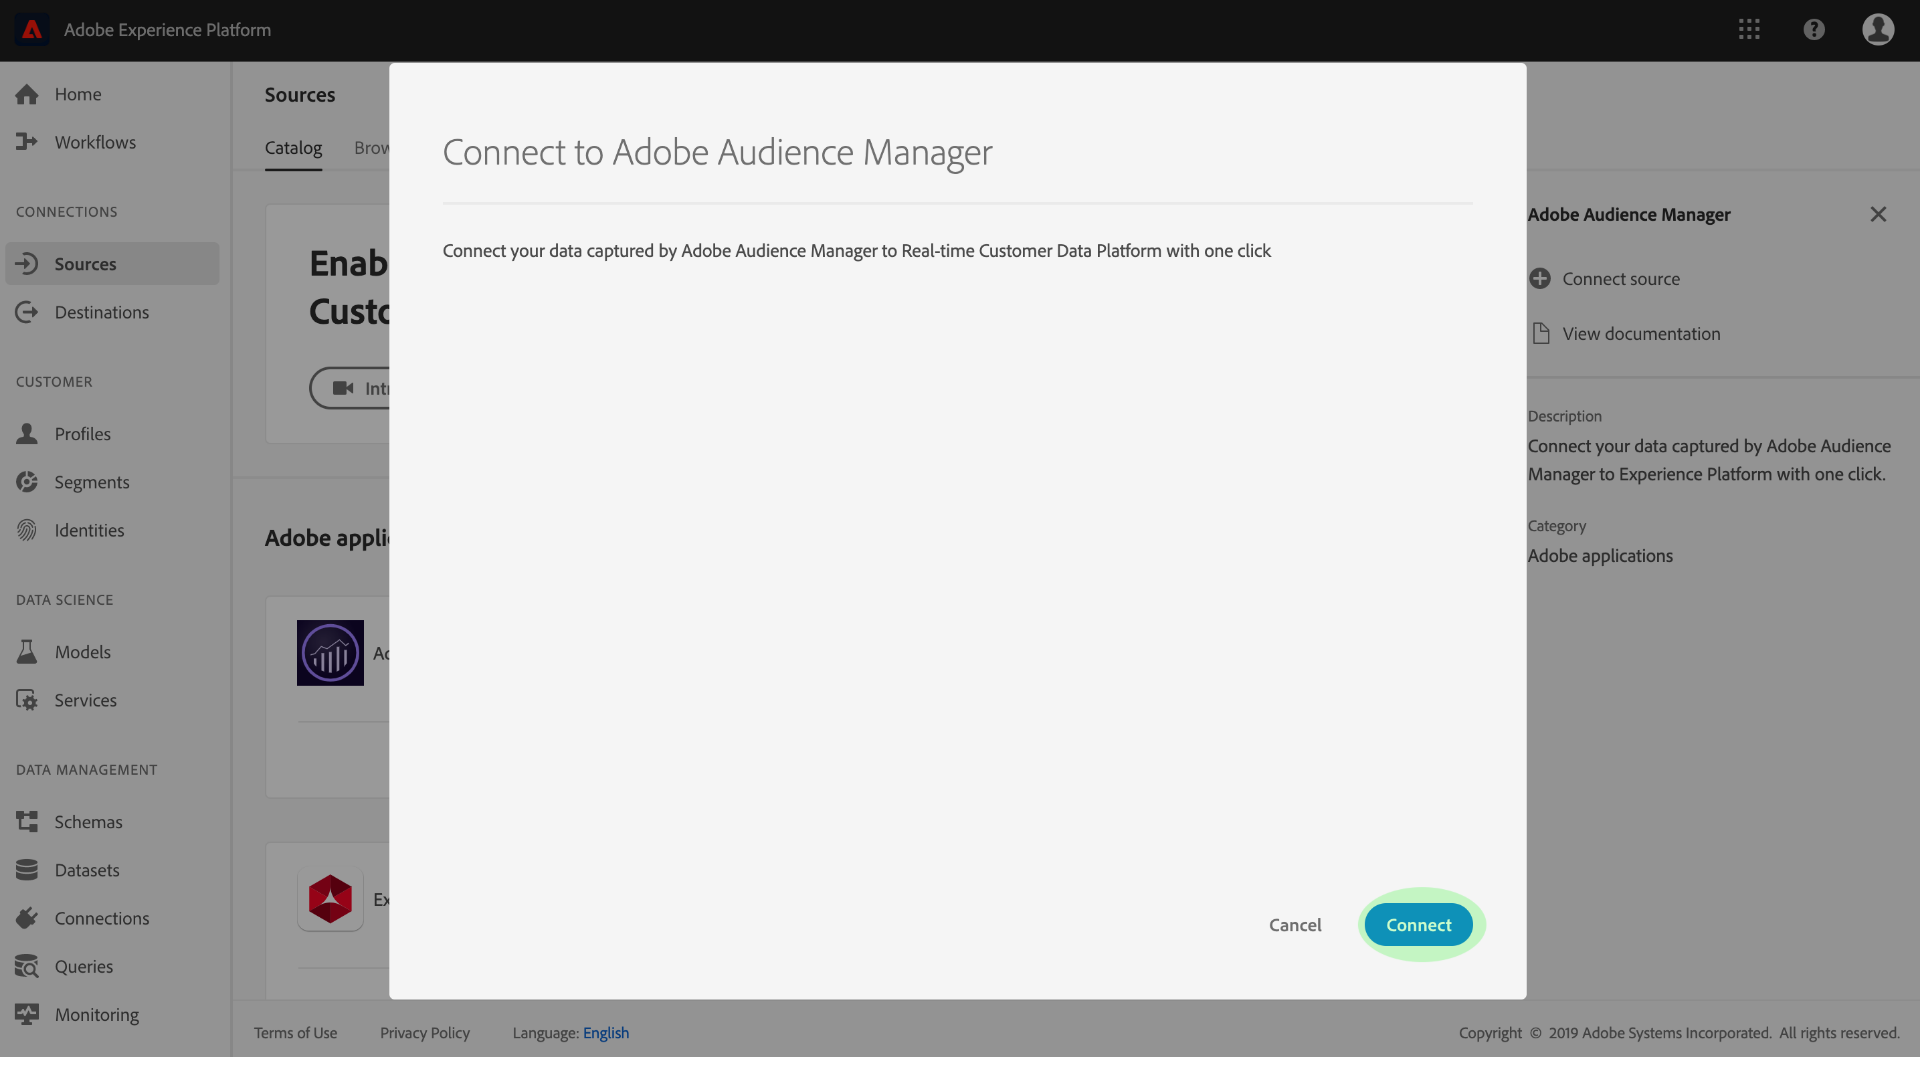 Adobe Experience Platform
Home
Workflows
CONNECTIONS
Sources
Destinations
CUSTOMER
Profiles
Segments
Identities
DATA SCIENCE
Models
Services
DATA MANAGEMENT
Schemas
Datasets
Connections
Queries
Monitoring
Sources
Catalog
Brow
Enab
Custo
Intr
Adobe appli
Ad
Ex
Connect to Adobe Audience Manager
Connect your data captured by Adobe Audience Manager to Real-time Customer Data Platform with one click
Cancel
Connect
Adobe Audience Manager
Connect source
View documentation
Description
Connect your data captured by Adobe Audience
Manager to Experience Platform with one click.
Category
Adobe applications
Terms of Use
Privacy Policy
Language: English
Copyright © 2019 Adobe Systems Incorporated. All rights reserved.